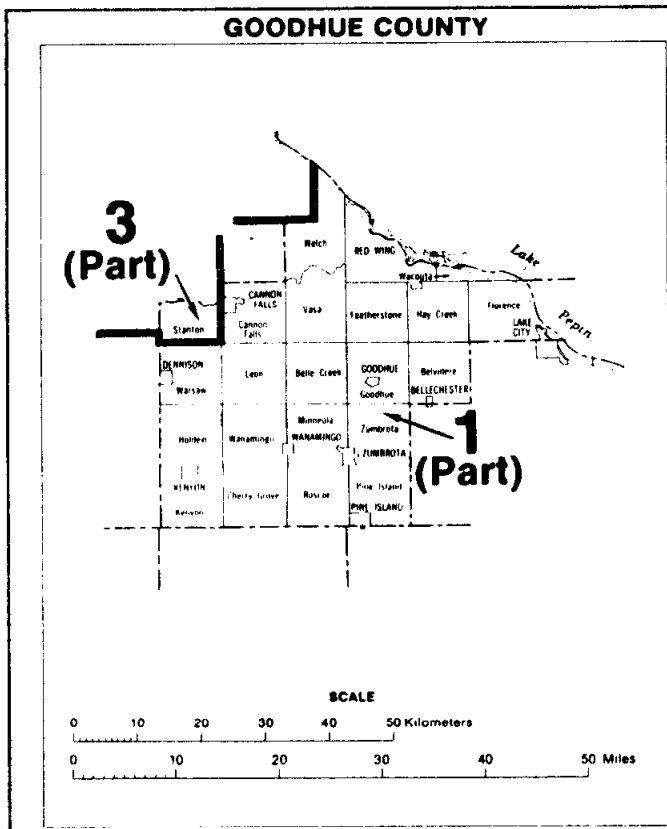 GOODHUE COUNTY
3
(Part)
Welch
RED WING
Lake
Wacouta
CANNON
FALLS
Stanton
Cannon
Falls
Vasa
Featherstone
Hay Creek
Florence
Pepin
LAKE
CITY
DENNISON
Warsaw
Leon
Belle Creek
GOODHUE
Goodhue
Belvidere
BELLECHESTER
1
(Part)
Holden
Wanamingo
Minneola
WANAMINGO
Zumbrota
ZUMBROTA
KENYON
Kenyon
Cherry Grove
Roscoe
Pine Island
PINE ISLAND
SCALE
0 10 20 30 40 50 Kilometers
0 10 20 30 40 50 Miles